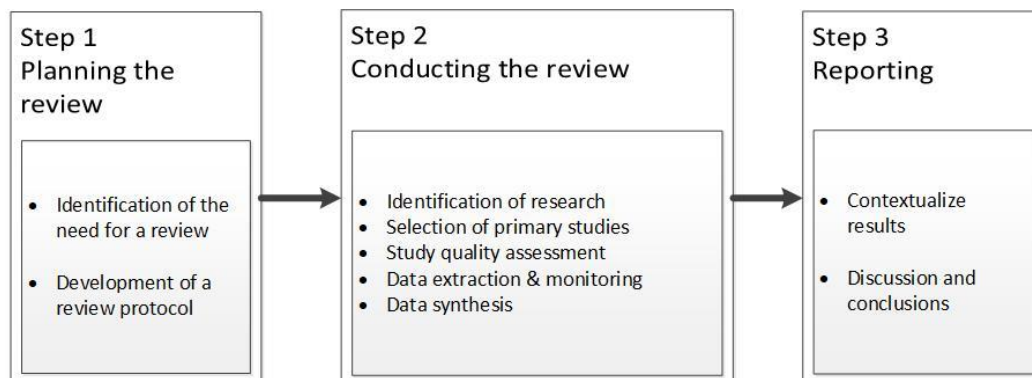 Step 1
Planning the
review
• Identification of the
need for a review
• Development of a
review protocol
Step 2
Conducting the review
• Identification of research
• Selection of primary studies
• Study quality assessment
• Data extraction & monitoring
• Data synthesis
Step 3
Reporting
• Contextualize
results
• Discussion and
conclusions